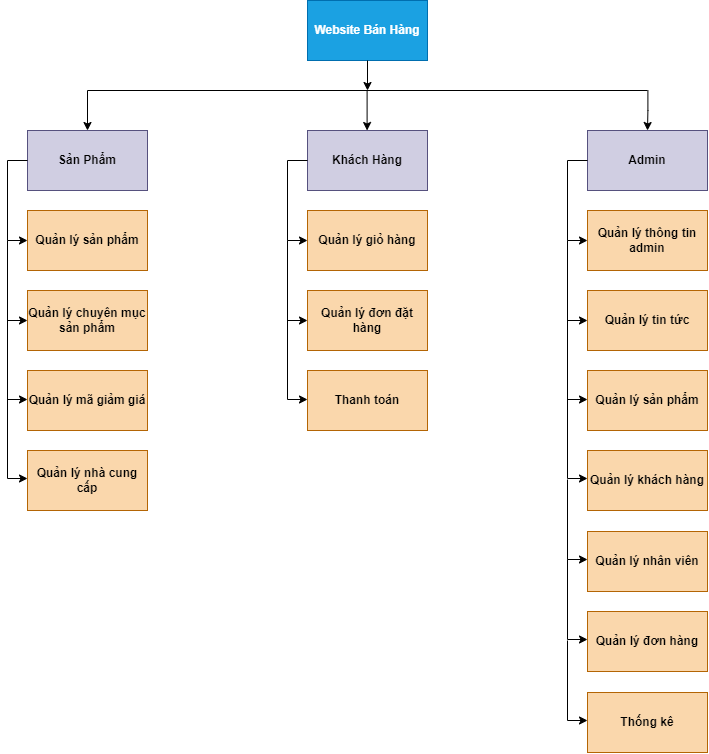 Website Bán Hàng
Sản Phẩm
Khách Hàng
Admin
Quản lý sản phẩm
Quản lý giỏ hàng
Quản lý thông tin
admin
Quản lý chuyên mục
sản phẩm
Quản lý đơn đặt
hàng
Quản lý tin tức
Quản lý mã giảm giá
Thanh toán
Quản lý sản phẩm
Quản lý nhà cung
cấp
Quản lý khách hàng
Quản lý nhân viên
Quản lý đơn hàng
Thống kê